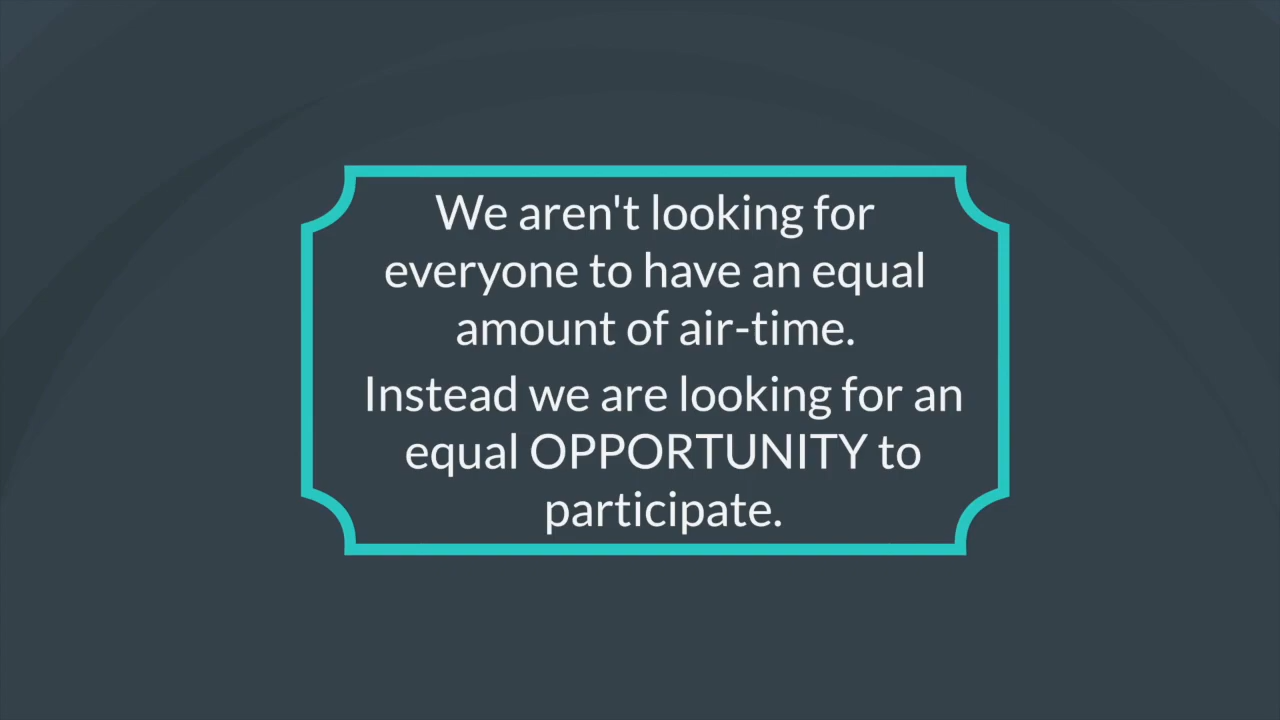 We aren't looking for
everyone to have an equal
amount of air-time.
Instead we are looking for an
equal OPPORTUNITY to
participate.